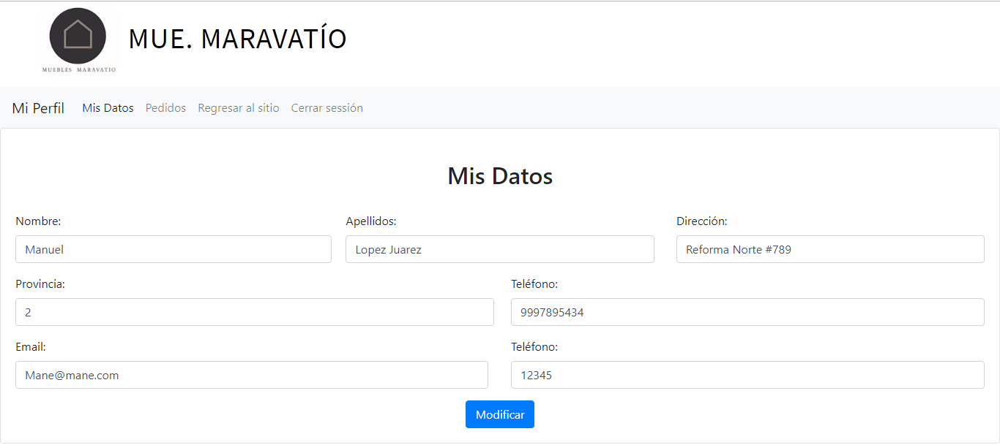 MUE. MARAVATÍO
MUEBLES MARAVATIO
Mi Perfil Mis Datos Pedidos Regresar al sitio Cerrar sesión
Mis Datos
Nombre: Apellidos: Dirección:
Manuel Lopez Juarez Reforma Norte #789
Provincia: Teléfono:
2 9997895434
Email: Teléfono:
Mane@mane.com 12345
Modificar